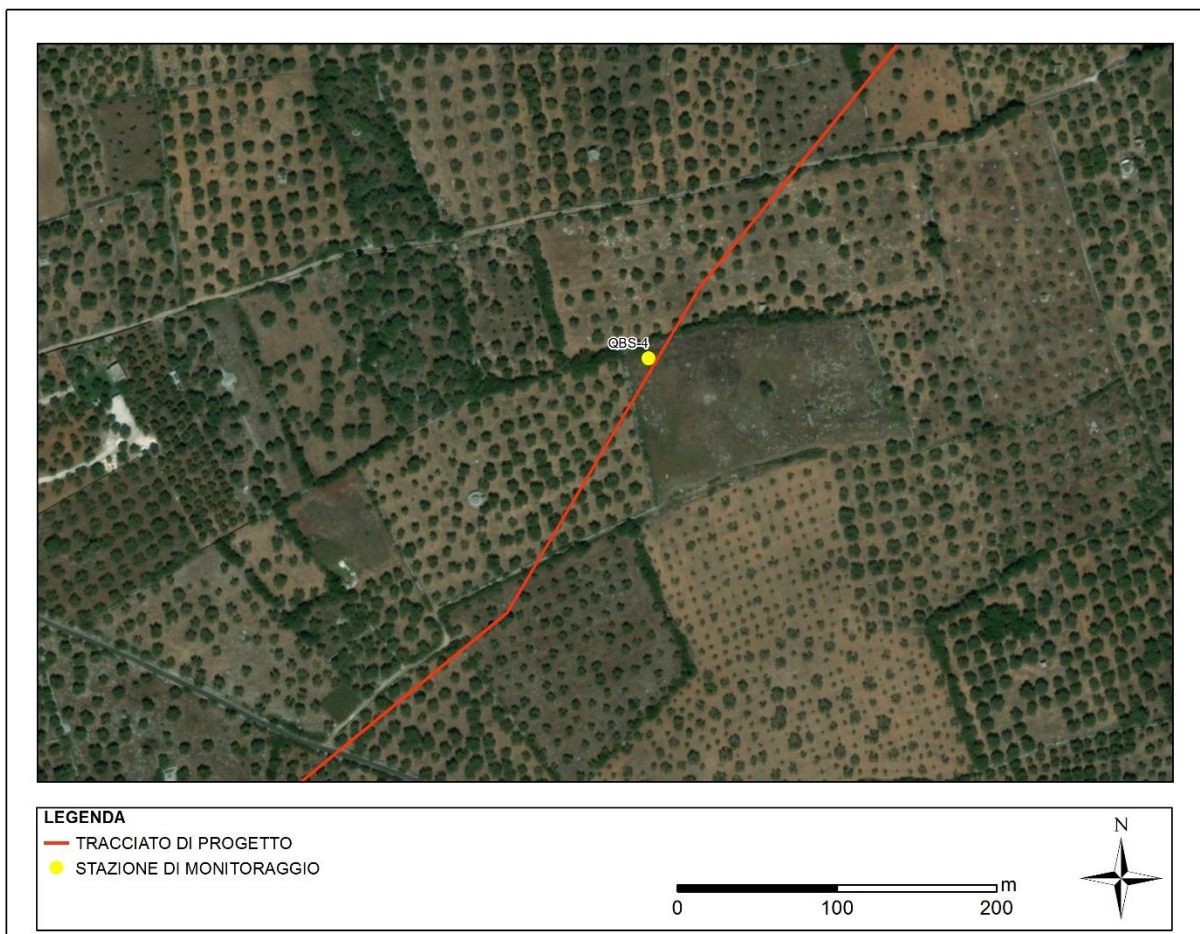 QBS-4
LEGENDA
TRACCIATO DI PROGETTO
STAZIONE DI MONITORAGGIO
N
m
0 100 200